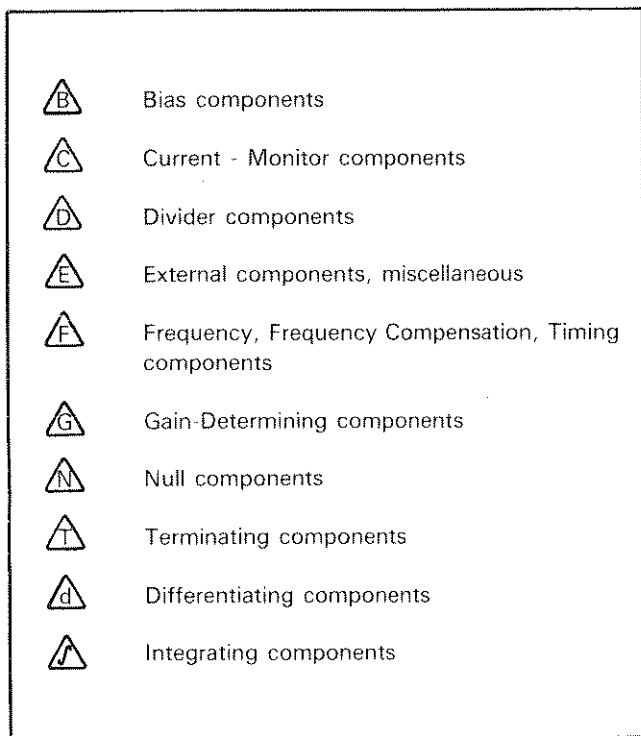 B Bias components
C Current - Monitor components
D Divider components
E External components, miscellaneous
F Frequency, Frequency Compensation, Timing
components
G Gain-Determining components
N Null components
T Terminating components
d Differentiating components
∫ Integrating components